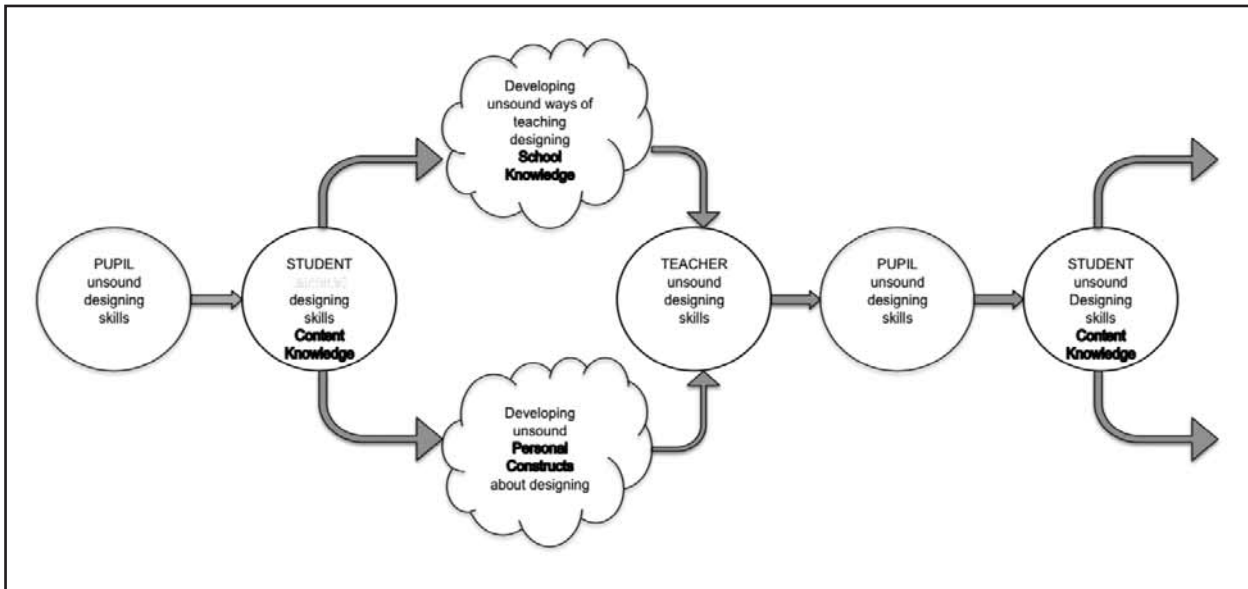 PUPIL
unsound
designing
skills
STUDENT
designing
skills
Content
Knowledge
Developing
unsound ways of
teaching
designing
School
Knowledge
Developing
unsound
Personal
Constructs
about designing
TEACHER
unsound
designing
skills
PUPIL
unsound
designing
skills
STUDENT
unsound
Designing
skills
Content
Knowledge